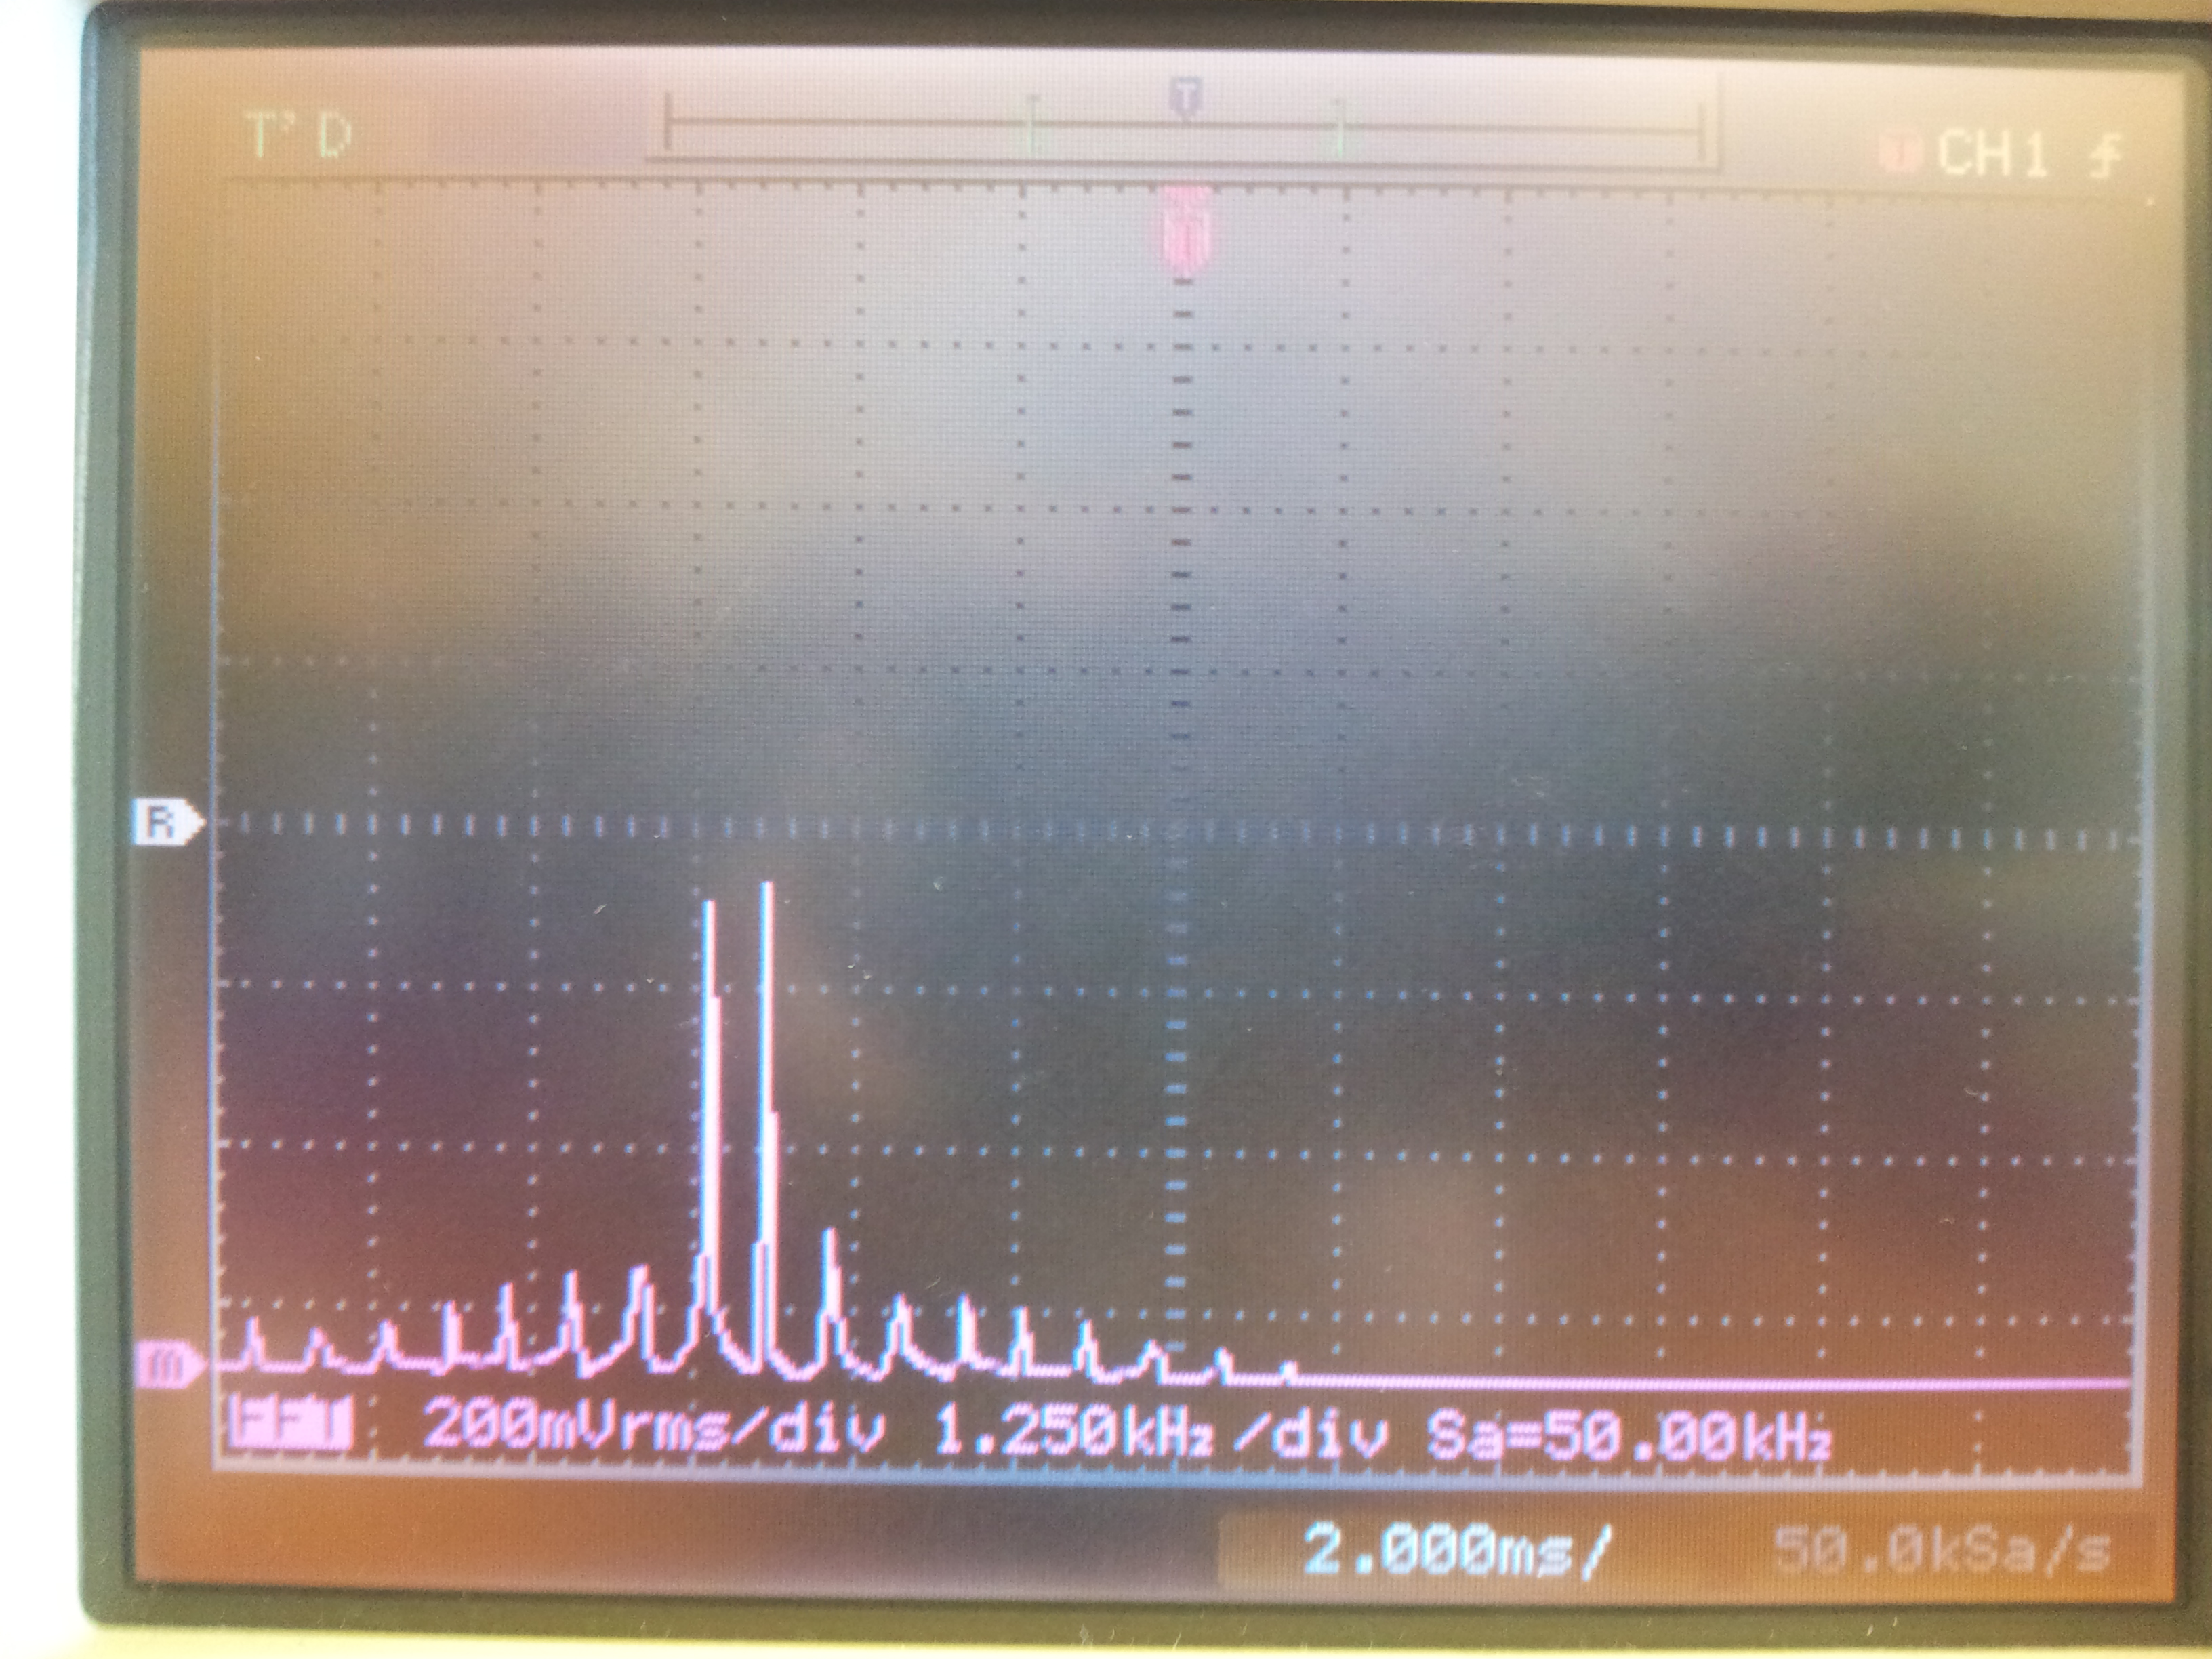 T' D
T
T CH1
T
R
m
FFT 200mVrms/div 1.250kHz/div Sa=50.00kHz
2.000ms/ 50.0kSa/s